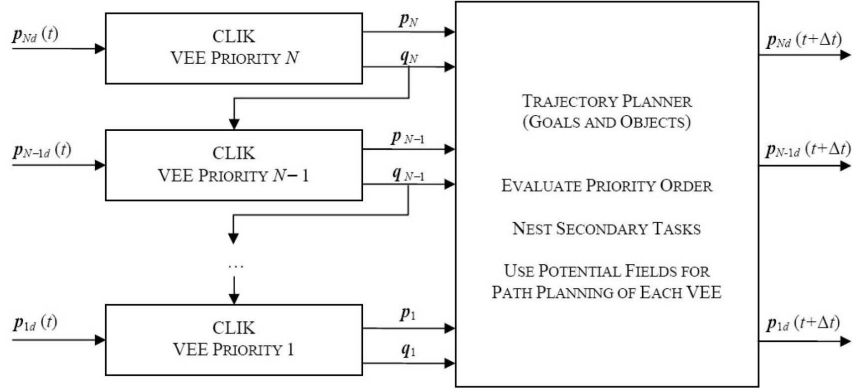 p_Nd (t)
CLIK
VEE PRIORITY N
p_N
q_N
p_N−1d (t)
CLIK
VEE PRIORITY N− 1
p_N−1
q_N−1
...
p_1d (t)
CLIK
VEE PRIORITY 1
p_1
q_1
TRAJECTORY PLANNER
(GOALS AND OBJECTS)
EVALUATE PRIORITY ORDER
NEST SECONDARY TASKS
USE POTENTIAL FIELDS FOR
PATH PLANNING OF EACH VEE
p_Nd (t+Δt)
p_N-1d (t+Δt)
p_1d (t+Δt)